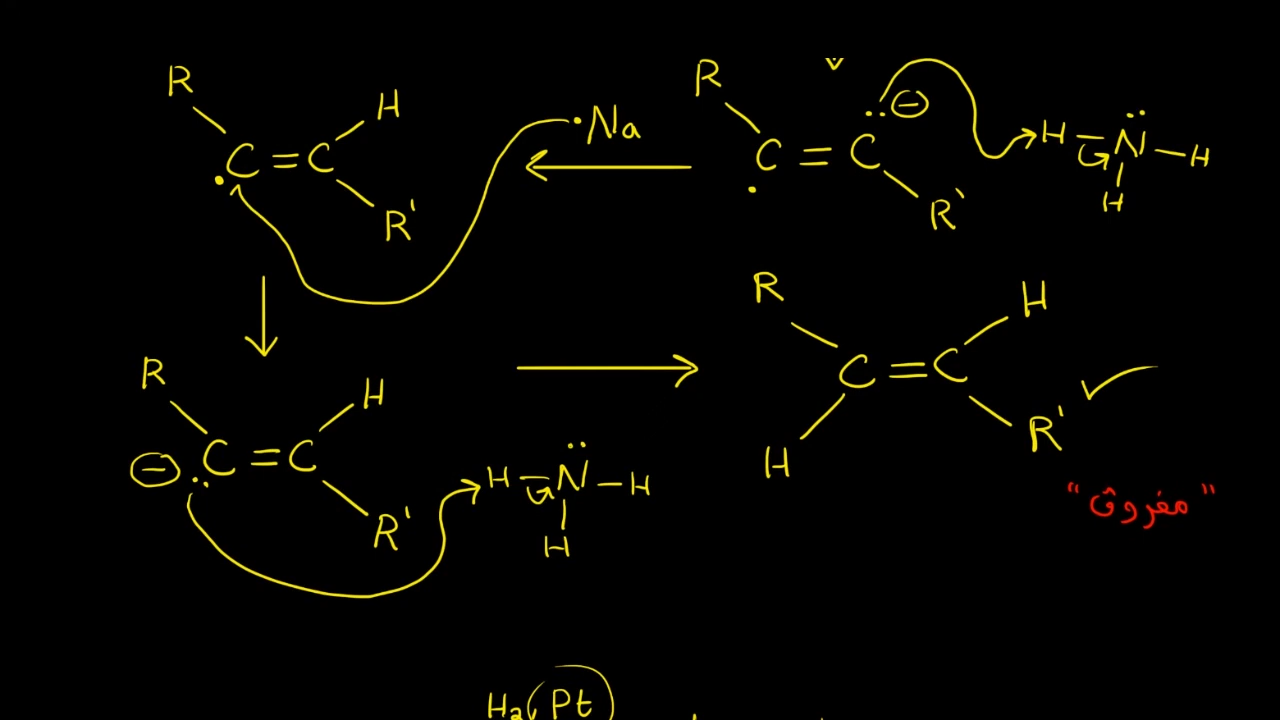 R H ·Na R ⊖ H–N̈–H
·C=C ·C=C H
R' R'
R H
R H C=C
⊖ :C=C H–N̈–H H R'
R' H
"مفروق"
H₂ (Pt)